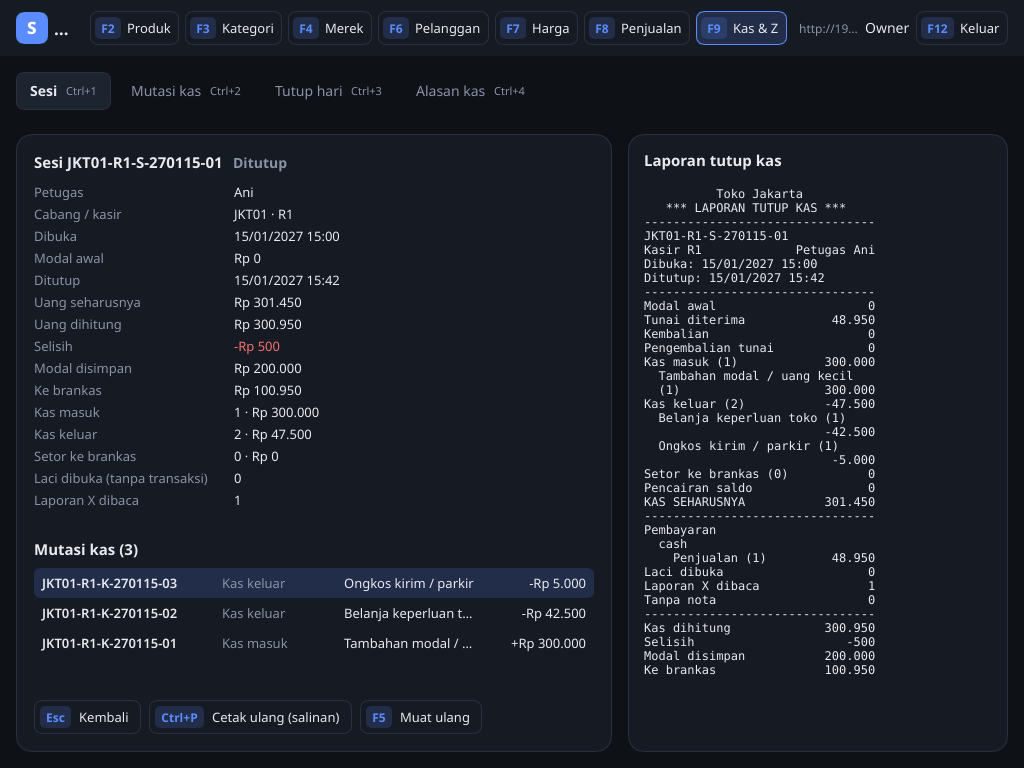 S ... F2 Produk F3 Kategori F4 Merek F6 Pelanggan F7 Harga F8 Penjualan F9 Kas & Z http://19... Owner F12 Keluar
Sesi Ctrl+1 Mutasi kas Ctrl+2 Tutup hari Ctrl+3 Alasan kas Ctrl+4
Sesi JKT01-R1-S-270115-01 Ditutup
Petugas Ani
Cabang / kasir JKT01 · R1
Dibuka 15/01/2027 15:00
Modal awal Rp 0
Ditutup 15/01/2027 15:42
Uang seharusnya Rp 301.450
Uang dihitung Rp 300.950
Selisih -Rp 500
Modal disimpan Rp 200.000
Ke brankas Rp 100.950
Kas masuk 1 · Rp 300.000
Kas keluar 2 · Rp 47.500
Setor ke brankas 0 · Rp 0
Laci dibuka (tanpa transaksi) 0
Laporan X dibaca 1
Mutasi kas (3)
JKT01-R1-K-270115-03 Kas keluar Ongkos kirim / parkir -Rp 5.000
JKT01-R1-K-270115-02 Kas keluar Belanja keperluan t... -Rp 42.500
JKT01-R1-K-270115-01 Kas masuk Tambahan modal / ... +Rp 300.000
Esc Kembali Ctrl+P Cetak ulang (salinan) F5 Muat ulang
Laporan tutup kas
Toko Jakarta
*** LAPORAN TUTUP KAS ***
--------------------------------
JKT01-R1-S-270115-01
Kasir R1 Petugas Ani
Dibuka: 15/01/2027 15:00
Ditutup: 15/01/2027 15:42
--------------------------------
Modal awal 0
Tunai diterima 48.950
Kembalian 0
Pengembalian tunai 0
Kas masuk (1) 300.000
Tambahan modal / uang kecil
(1) 300.000
Kas keluar (2) -47.500
Belanja keperluan toko (1)
-42.500
Ongkos kirim / parkir (1)
-5.000
Setor ke brankas (0) 0
Pencairan saldo 0
KAS SEHARUSNYA 301.450
--------------------------------
Pembayaran
cash
Penjualan (1) 48.950
Laci dibuka 0
Laporan X dibaca 1
Tanpa nota 0
--------------------------------
Kas dihitung 300.950
Selisih -500
Modal disimpan 200.000
Ke brankas 100.950